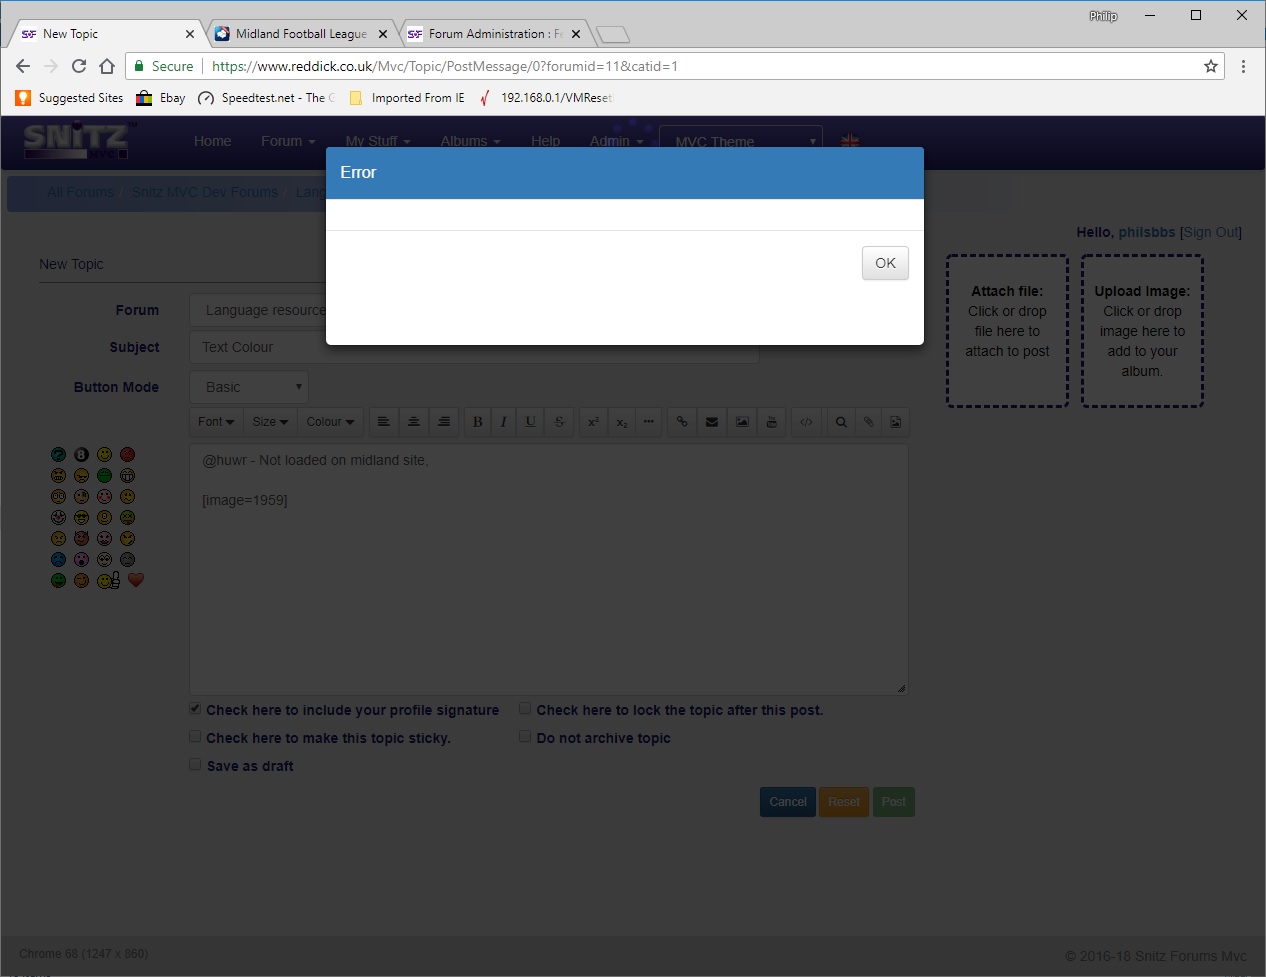 Philip
New Topic
Midland Football League
Forum Administration : Fo
Secure
https://www.reddick.co.uk/Mvc/Topic/PostMessage/0?forumid=11&catid=1
Suggested Sites
Ebay
Speedtest.net - The G
Imported From IE
192.168.0.1/VMReset
SNiTZ™
MVC
Home
Forum
My Stuff
Albums
Help
Admin
MVC Theme
All Forums / Snitz MVC Dev Forums / Lang
Error
OK
Hello, philsbbs [Sign Out]
New Topic
Forum
Language resource
Subject
Text Colour
Button Mode
Basic
Font
Size
Colour
B
I
U
S
x²
x₂
</>
@huwr - Not loaded on midland site,
[image=1959]
Attach file:
Click or drop
file here to
attach to post
Upload Image:
Click or drop
image here to
add to your
album.
Check here to include your profile signature
Check here to lock the topic after this post.
Check here to make this topic sticky.
Do not archive topic
Save as draft
Cancel
Reset
Post
Chrome 68 (1247 x 860)
© 2016-18 Snitz Forums Mvc